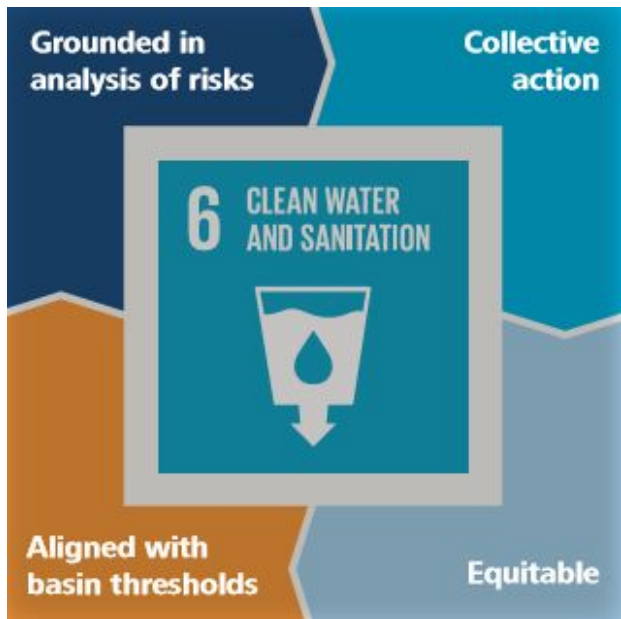 Grounded in
analysis of risks
Collective
action
6 CLEAN WATER
AND SANITATION
Aligned with
basin thresholds
Equitable